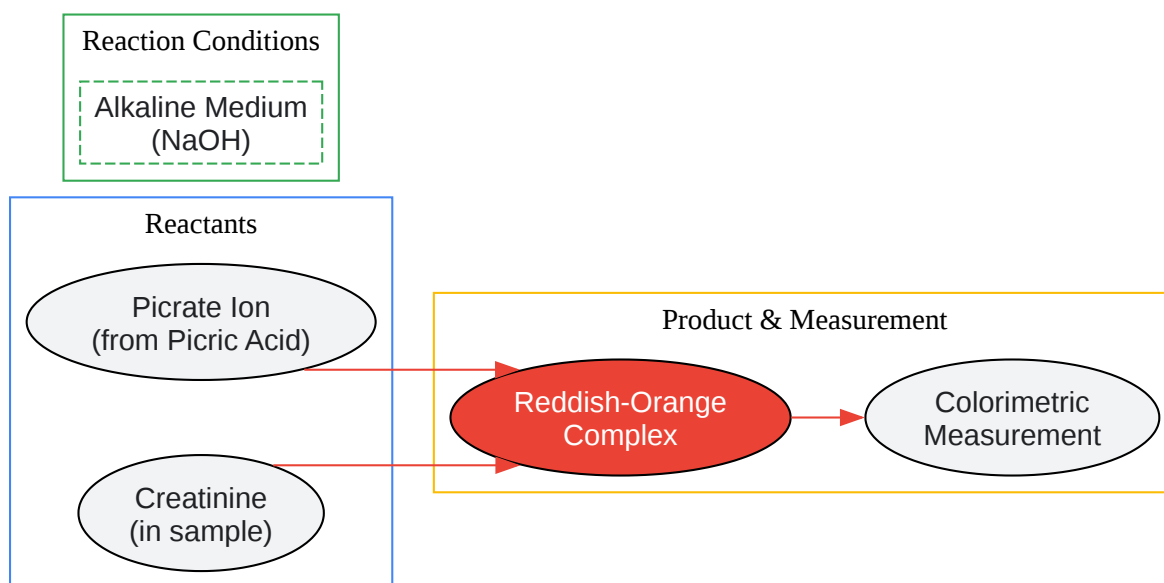 Reaction Conditions
Alkaline Medium
(NaOH)
Reactants
Picrate Ion
(from Picric Acid)
Creatinine
(in sample)
Product & Measurement
Reddish-Orange
Complex
Colorimetric
Measurement